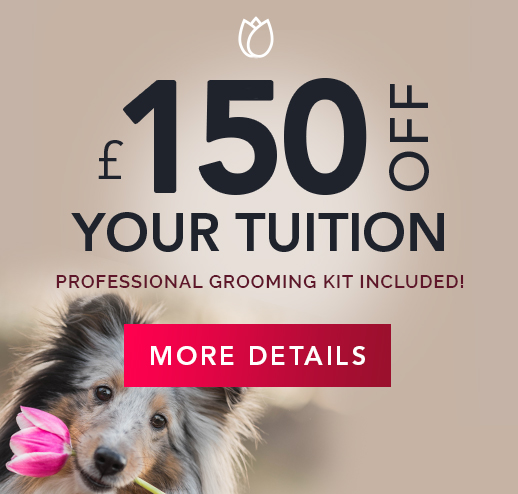 £150 OFF
YOUR TUITION
PROFESSIONAL GROOMING KIT INCLUDED!
MORE DETAILS